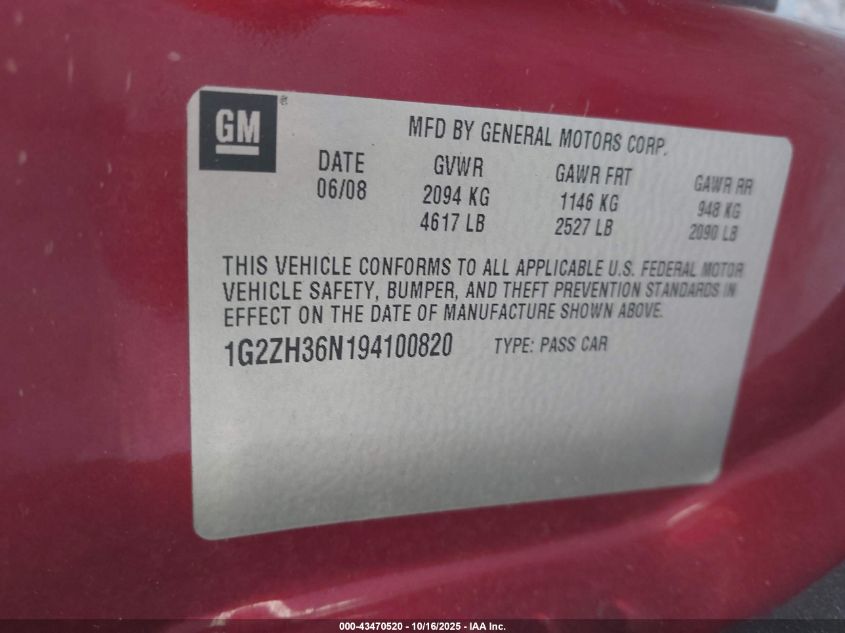 GM
MFD BY GENERAL MOTORS CORP.
DATE GVWR GAWR FRT GAWR RR
06/08 2094 KG 1146 KG 948 KG
4617 LB 2527 LB 2090 LB
THIS VEHICLE CONFORMS TO ALL APPLICABLE U.S. FEDERAL MOTOR
VEHICLE SAFETY, BUMPER, AND THEFT PREVENTION STANDARDS IN
EFFECT ON THE DATE OF MANUFACTURE SHOWN ABOVE.
1G2ZH36N194100820 TYPE: PASS CAR
000-43470520 - 10/16/2025 - IAA Inc.